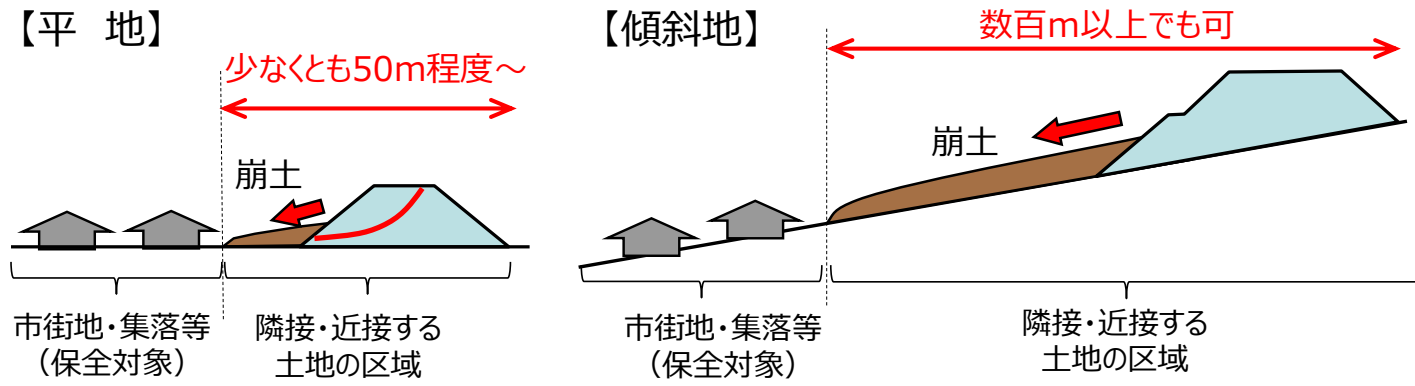 【平　地】
少なくとも50m程度～
崩土
市街地・集落等
（保全対象）
隣接・近接する
土地の区域
【傾斜地】
数百m以上でも可
崩土
市街地・集落等
（保全対象）
隣接・近接する
土地の区域